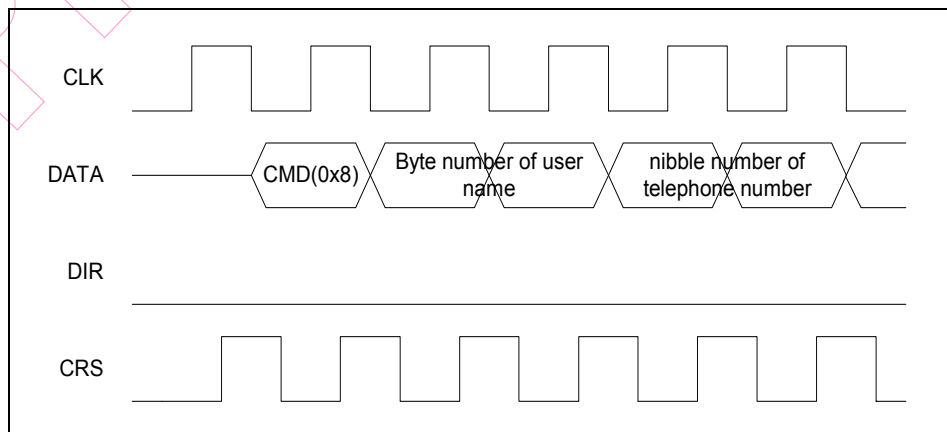 CLK
DATA
CMD(0x8)
Byte number of user
name
nibble number of
telephone number
DIR
CRS